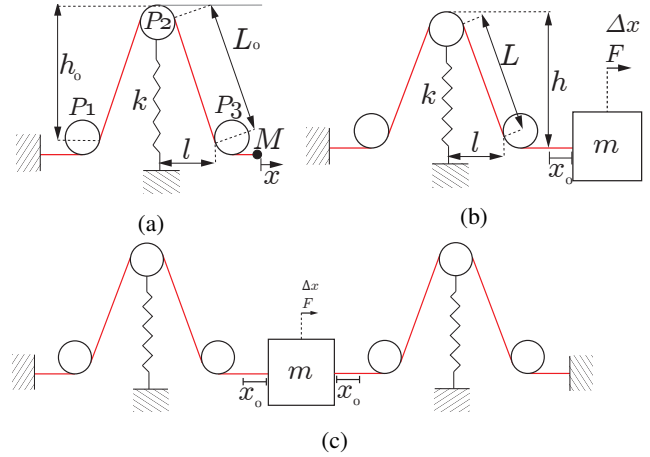 P2
h₀
L₀
P1
k
P3
M
l
x
(a)
Δx
F
L
h
k
m
l
x₀
(b)
Δx
F
m
x₀
x₀
(c)